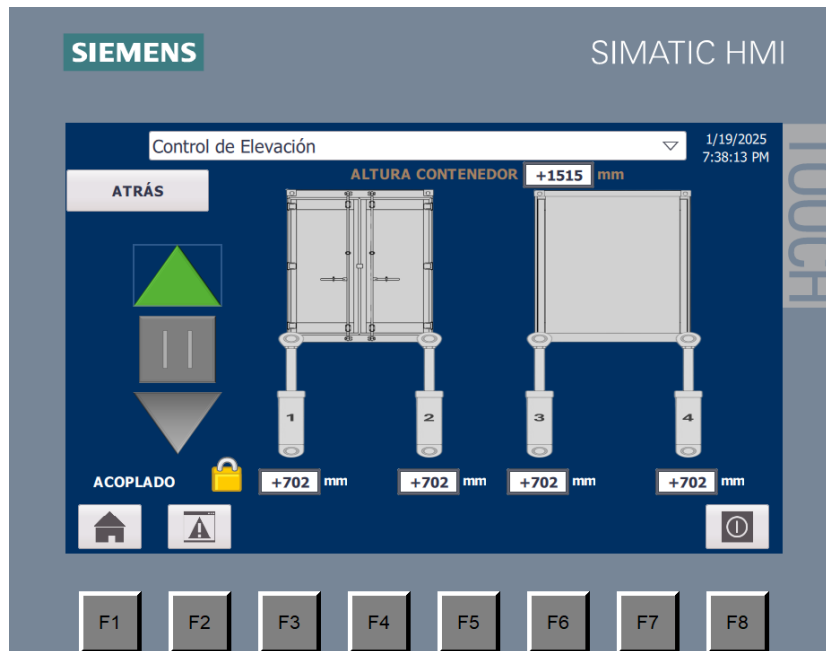 SIEMENS
SIMATIC HMI
TOUCH
Control de Elevación
1/19/2025
7:38:13 PM
ATRÁS
ALTURA CONTENEDOR +1515 mm
1 2 3 4
ACOPLADO +702 mm +702 mm +702 mm +702 mm
F1 F2 F3 F4 F5 F6 F7 F8